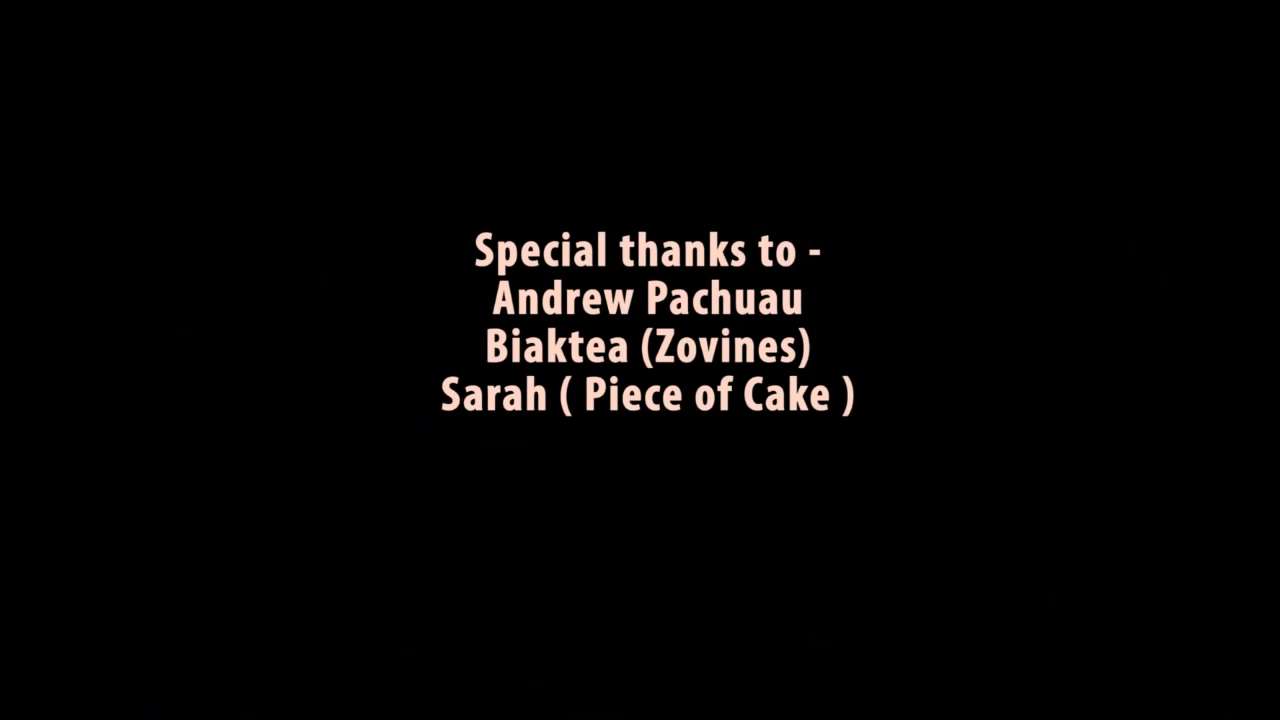 Special thanks to -
Andrew Pachuau
Biaktea (Zovines)
Sarah ( Piece of Cake )